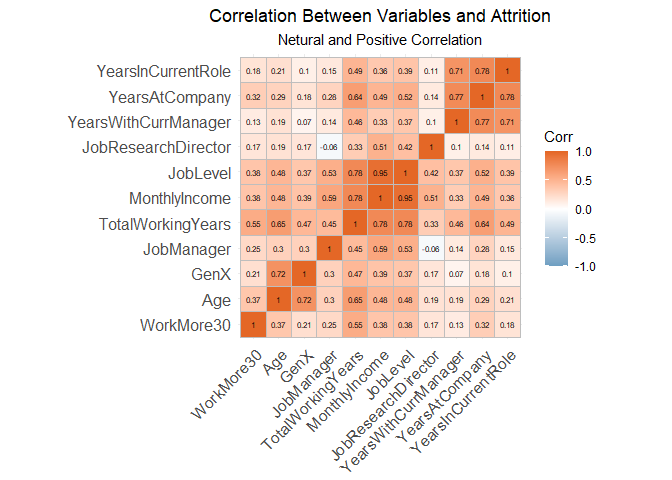 Correlation Between Variables and Attrition
Netural and Positive Correlation
YearsInCurrentRole 0.18 0.21 0.1 0.15 0.49 0.36 0.39 0.11 0.71 0.78 1
YearsAtCompany 0.32 0.29 0.18 0.28 0.64 0.49 0.52 0.14 0.77 1 0.78
YearsWithCurrManager 0.13 0.19 0.07 0.14 0.46 0.33 0.37 0.1 1 0.77 0.71
JobResearchDirector 0.17 0.19 0.17 -0.06 0.33 0.51 0.42 1 0.1 0.14 0.11
JobLevel 0.38 0.48 0.37 0.53 0.78 0.95 1 0.42 0.37 0.52 0.39
MonthlyIncome 0.38 0.48 0.39 0.59 0.78 1 0.95 0.51 0.33 0.49 0.36
TotalWorkingYears 0.55 0.65 0.47 0.45 1 0.78 0.78 0.33 0.46 0.64 0.49
JobManager 0.25 0.3 0.3 1 0.45 0.59 0.53 -0.06 0.14 0.28 0.15
GenX 0.21 0.72 1 0.3 0.47 0.39 0.37 0.17 0.07 0.18 0.1
Age 0.37 1 0.72 0.3 0.65 0.48 0.48 0.19 0.19 0.29 0.21
WorkMore30 1 0.37 0.21 0.25 0.55 0.38 0.38 0.17 0.13 0.32 0.18
WorkMore30
Age
GenX
JobManager
TotalWorkingYears
MonthlyIncome
JobLevel
JobResearchDirector
YearsWithCurrManager
YearsAtCompany
YearsInCurrentRole
Corr
1.0
0.5
0.0
-0.5
-1.0